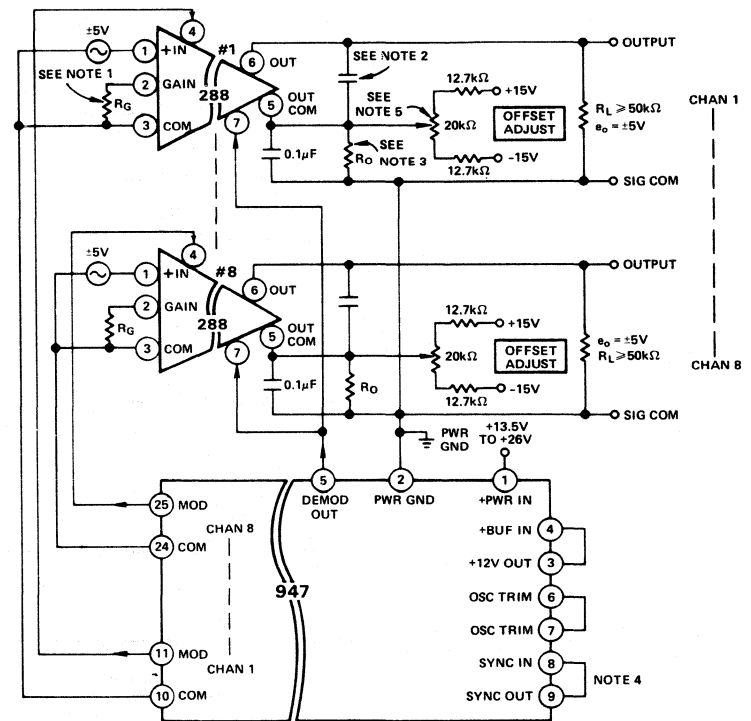 ±5V
4
1
+IN
#1
SEE NOTE 1
2
GAIN
288
RG
3
COM
6
OUT
5
OUT
COM
7
SEE NOTE 2
SEE
NOTE 5
12.7kΩ
+15V
20kΩ
OFFSET
ADJUST
SEE
NOTE 3
RO
0.1μF
12.7kΩ
-15V
OUTPUT
RL ≥ 50kΩ
eo = ±5V
SIG COM
CHAN 1
±5V
4
1
+IN
#8
2
GAIN
288
RG
3
COM
6
OUT
5
OUT
COM
7
12.7kΩ
+15V
20kΩ
OFFSET
ADJUST
0.1μF
RO
12.7kΩ
-15V
OUTPUT
eo = ±5V
RL ≥ 50kΩ
SIG COM
CHAN 8
PWR
GND
+13.5V
TO +26V
5
DEMOD
OUT
2
PWR GND
1
+PWR IN
25
MOD
CHAN 8
24
COM
947
11
MOD
CHAN 1
10
COM
+BUF IN
4
+12V OUT
3
OSC TRIM
6
OSC TRIM
7
SYNC IN
8
NOTE 4
SYNC OUT
9